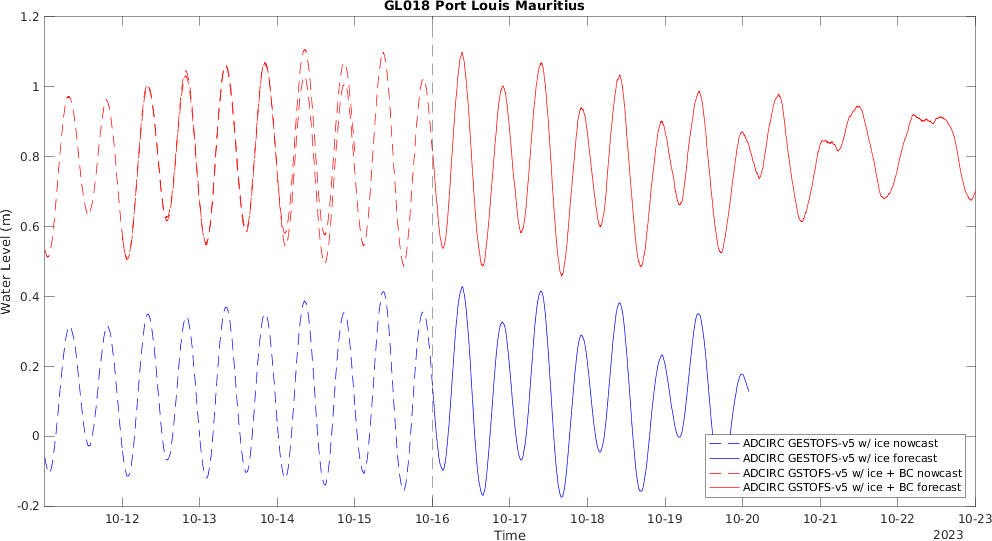 GL018 Port Louis Mauritius
1.2
1
0.8
0.6
0.4
0.2
0
-0.2
Water Level (m)
ADCIRC GESTOFS-v5 w/ ice nowcast
ADCIRC GESTOFS-v5 w/ ice forecast
ADCIRC GSTOFS-v5 w/ ice + BC nowcast
ADCIRC GSTOFS-v5 w/ ice + BC forecast
10-12 10-13 10-14 10-15 10-16 10-17 10-18 10-19 10-20 10-21 10-22 10-23
Time
2023